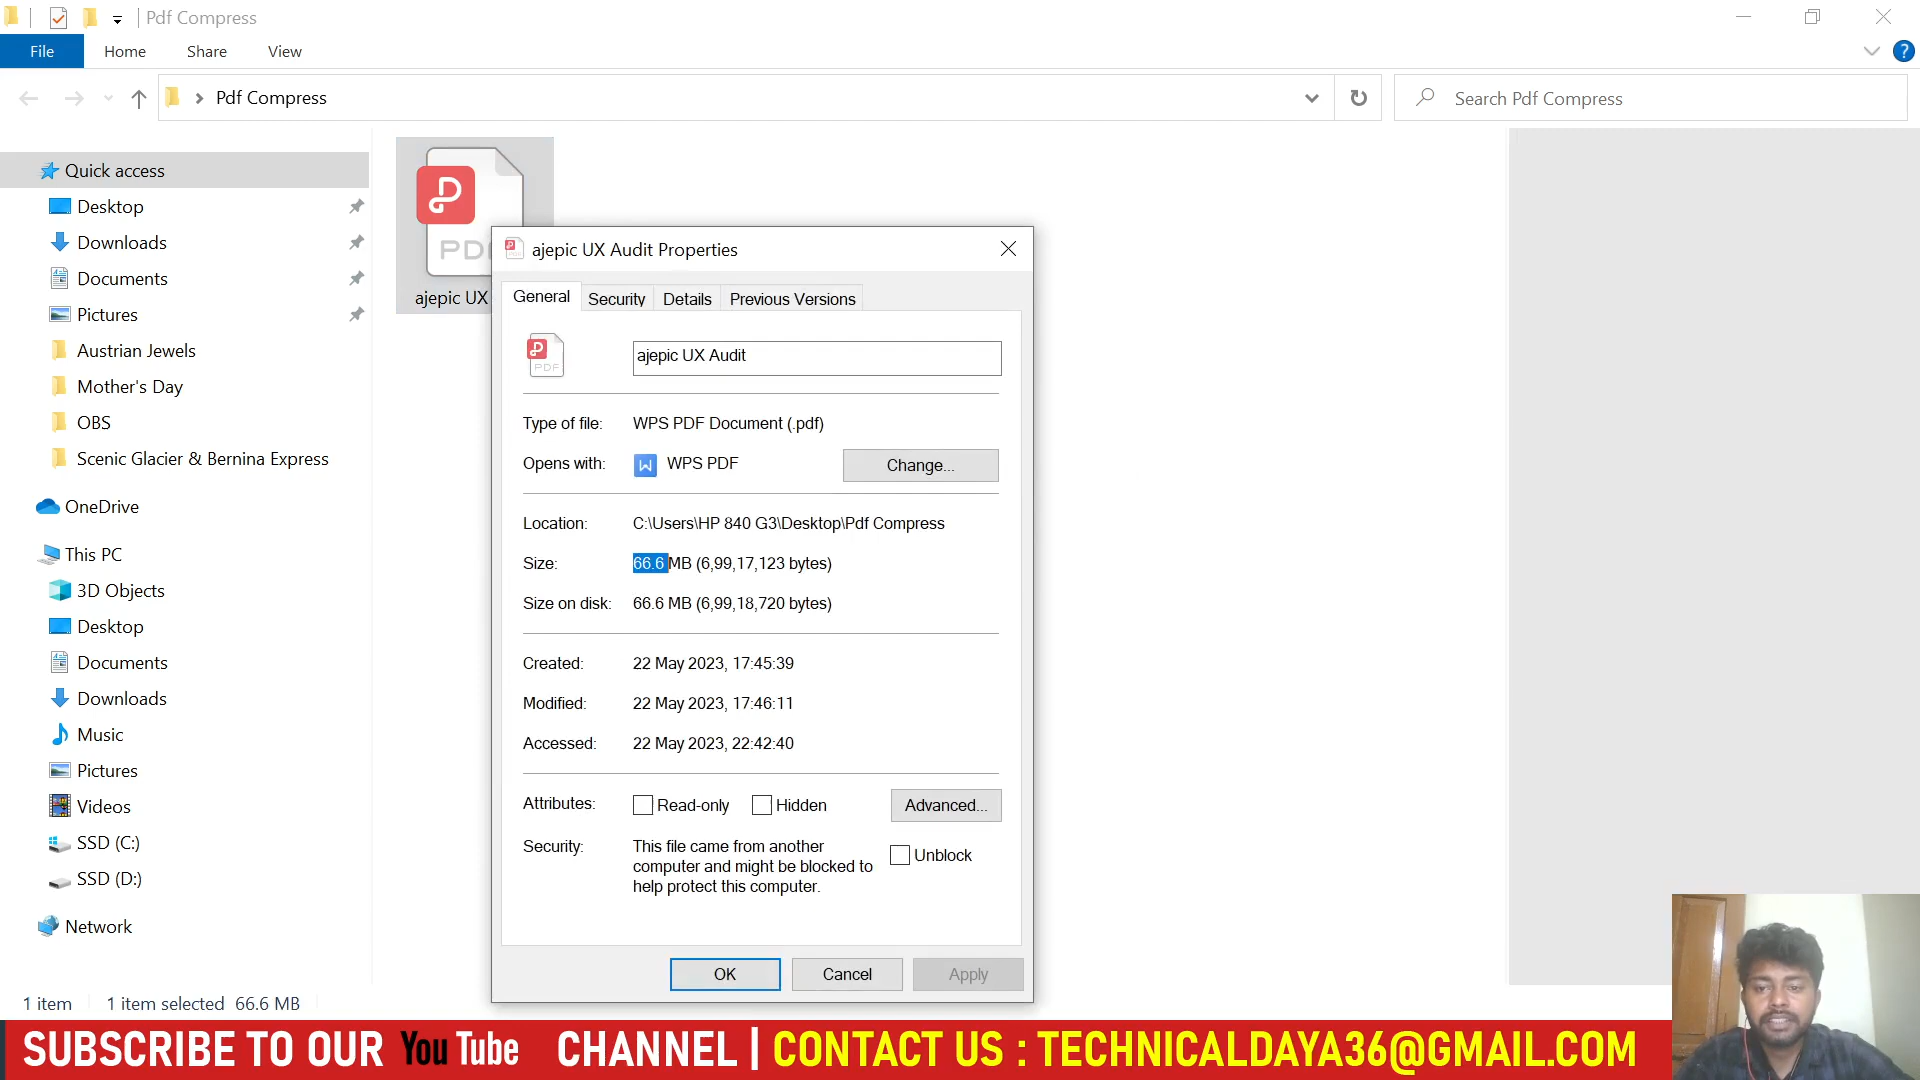 Pdf Compress
File Home Share View
Pdf Compress
Search Pdf Compress
Quick access
Desktop
Downloads
Documents
Pictures
Austrian Jewels
Mother's Day
OBS
Scenic Glacier & Bernina Express
OneDrive
This PC
3D Objects
Desktop
Documents
Downloads
Music
Pictures
Videos
SSD (C:)
SSD (D:)
Network
PDF
ajepic UX
ajepic UX Audit Properties
General Security Details Previous Versions
PDF
ajepic UX Audit
Type of file: WPS PDF Document (.pdf)
Opens with: WPS PDF Change...
Location: C:\Users\HP 840 G3\Desktop\Pdf Compress
Size: 66.6 MB (6,99,17,123 bytes)
Size on disk: 66.6 MB (6,99,18,720 bytes)
Created: 22 May 2023, 17:45:39
Modified: 22 May 2023, 17:46:11
Accessed: 22 May 2023, 22:42:40
Attributes: Read-only Hidden Advanced...
Security: This file came from another
computer and might be blocked to
help protect this computer.
Unblock
OK Cancel Apply
1 item 1 item selected 66.6 MB
SUBSCRIBE TO OUR YouTube CHANNEL | CONTACT US : TECHNICALDAYA36@GMAIL.COM